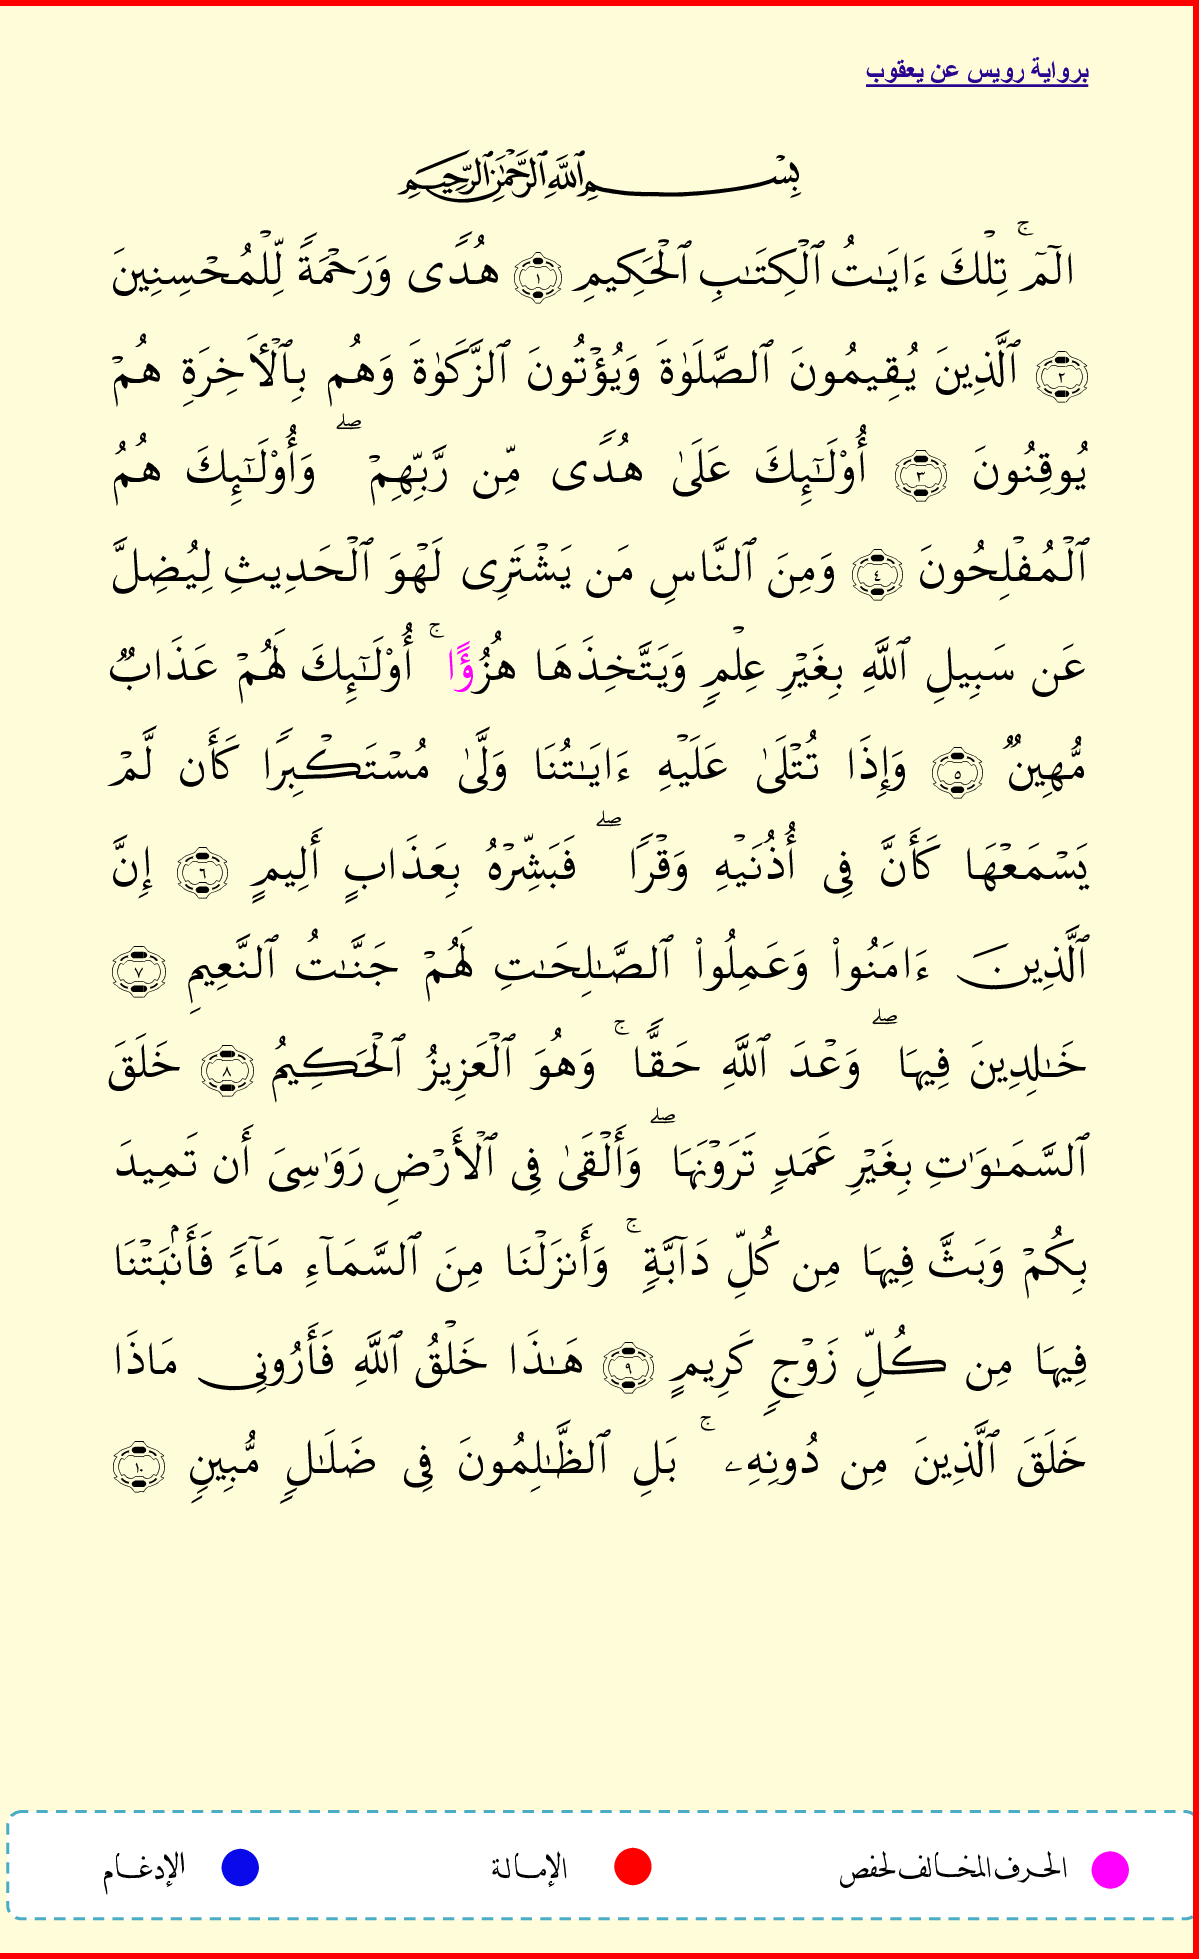 برواية رويس عن يعقوب
بِسْمِ ٱللَّهِ ٱلرَّحْمَٰنِ ٱلرَّحِيمِ
الٓمٓ ۚ تِلْكَ ءَايَٰتُ ٱلْكِتَٰبِ ٱلْحَكِيمِ ١ هُدًى وَرَحْمَةً لِّلْمُحْسِنِينَ
٢ ٱلَّذِينَ يُقِيمُونَ ٱلصَّلَوٰةَ وَيُؤْتُونَ ٱلزَّكَوٰةَ وَهُم بِٱلْأَخِرَةِ هُمْ
يُوقِنُونَ ٣ أُوْلَٰٓئِكَ عَلَىٰ هُدًى مِّن رَّبِّهِمْ ۖ وَأُوْلَٰٓئِكَ هُمُ
ٱلْمُفْلِحُونَ ٤ وَمِنَ ٱلنَّاسِ مَن يَشْتَرِى لَهْوَ ٱلْحَدِيثِ لِيُضِلَّ
عَن سَبِيلِ ٱللَّهِ بِغَيْرِ عِلْمٍ وَيَتَّخِذَهَا هُزُؤًا ۚ أُوْلَٰٓئِكَ لَهُمْ عَذَابٌ
مُّهِينٌ ٥ وَإِذَا تُتْلَىٰ عَلَيْهِ ءَايَٰتُنَا وَلَّىٰ مُسْتَكْبِرًا كَأَن لَّمْ
يَسْمَعْهَا كَأَنَّ فِى أُذُنَيْهِ وَقْرًا ۖ فَبَشِّرْهُ بِعَذَابٍ أَلِيمٍ ٦ إِنَّ
ٱلَّذِينَ ءَامَنُواْ وَعَمِلُواْ ٱلصَّٰلِحَٰتِ لَهُمْ جَنَّٰتُ ٱلنَّعِيمِ ٧
خَٰلِدِينَ فِيهَا ۖ وَعْدَ ٱللَّهِ حَقًّا ۚ وَهُوَ ٱلْعَزِيزُ ٱلْحَكِيمُ ٨ خَلَقَ
ٱلسَّمَٰوَٰتِ بِغَيْرِ عَمَدٍ تَرَوْنَهَا ۖ وَأَلْقَىٰ فِى ٱلْأَرْضِ رَوَٰسِىَ أَن تَمِيدَ
بِكُمْ وَبَثَّ فِيهَا مِن كُلِّ دَآبَّةٍ ۚ وَأَنزَلْنَا مِنَ ٱلسَّمَآءِ مَآءً فَأَنۢبَتْنَا
فِيهَا مِن كُلِّ زَوْجٍ كَرِيمٍ ٩ هَٰذَا خَلْقُ ٱللَّهِ فَأَرُونِى مَاذَا
خَلَقَ ٱلَّذِينَ مِن دُونِهِۦ ۚ بَلِ ٱلظَّٰلِمُونَ فِى ضَلَٰلٍ مُّبِينٍ ١٠
الحرف المخالف لحفص الإمالة الإدغام